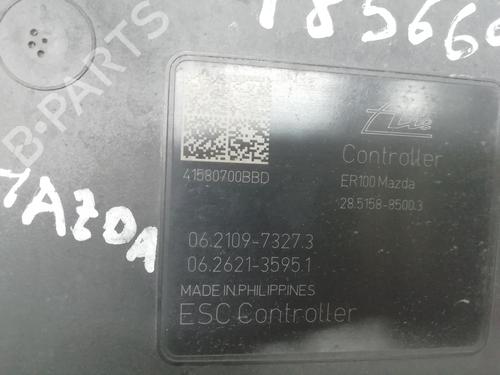 B-PARTS
MAZDA
Ate
Controller
ER100 Mazda
28.5158-8500.3
41580700BBD
06.2109-7327.3
06.2621-3595.1
MADE IN PHILIPPINES
ESC Controller